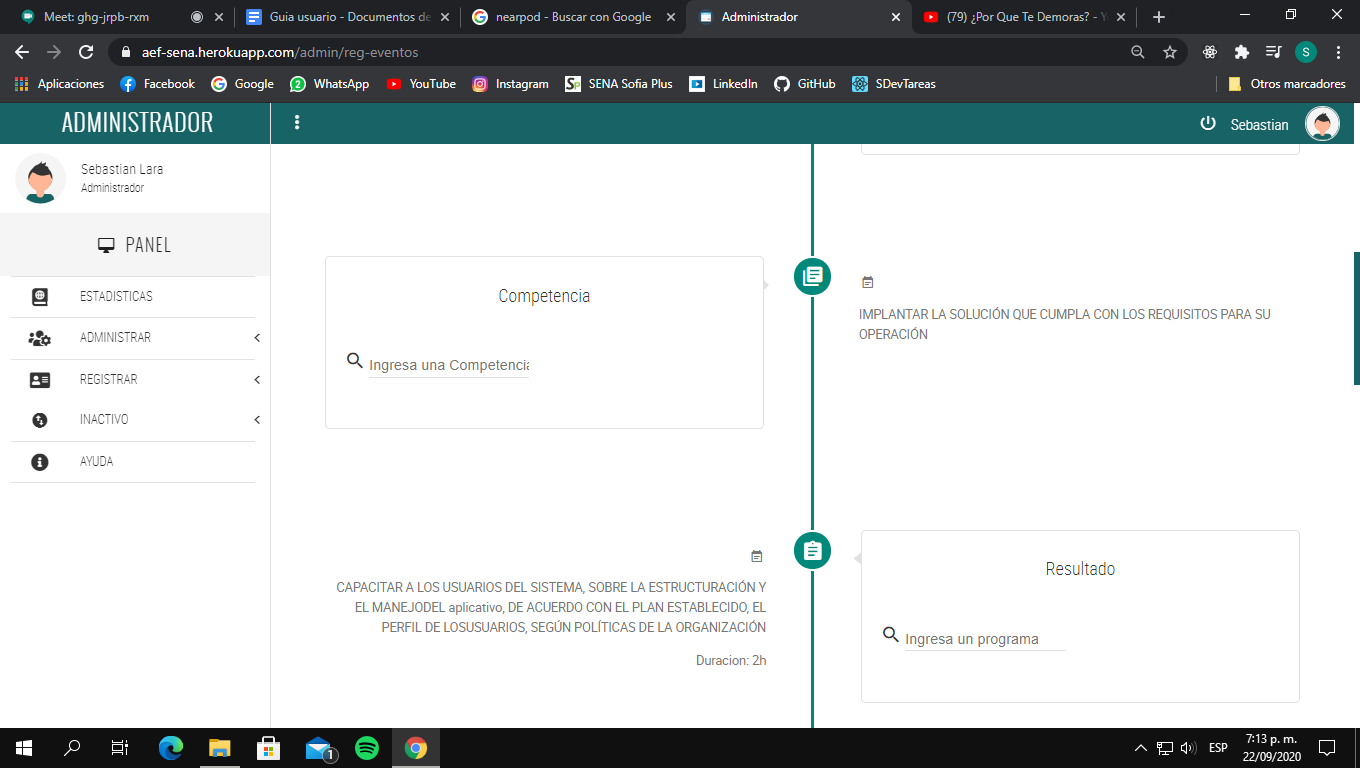 Meet: ghg-jrpb-rxm
Guia usuario - Documentos de
nearpod - Buscar con Google
Administrador
(79) ¿Por Que Te Demoras? - Y
aef-sena.herokuapp.com/admin/reg-eventos
S
Aplicaciones
Facebook
Google
WhatsApp
YouTube
Instagram
SENA Sofia Plus
LinkedIn
GitHub
SDevTareas
Otros marcadores
ADMINISTRADOR
Sebastian
Sebastian Lara
Administrador
PANEL
ESTADISTICAS
ADMINISTRAR
REGISTRAR
INACTIVO
AYUDA
Competencia
Ingresa una Competencia
IMPLANTAR LA SOLUCIÓN QUE CUMPLA CON LOS REQUISITOS PARA SU
OPERACIÓN
CAPACITAR A LOS USUARIOS DEL SISTEMA, SOBRE LA ESTRUCTURACIÓN Y
EL MANEJODEL aplicativo, DE ACUERDO CON EL PLAN ESTABLECIDO, EL
PERFIL DE LOSUSUARIOS, SEGÚN POLÍTICAS DE LA ORGANIZACIÓN
Duracion: 2h
Resultado
Ingresa un programa
1
ESP
7:13 p. m.
22/09/2020